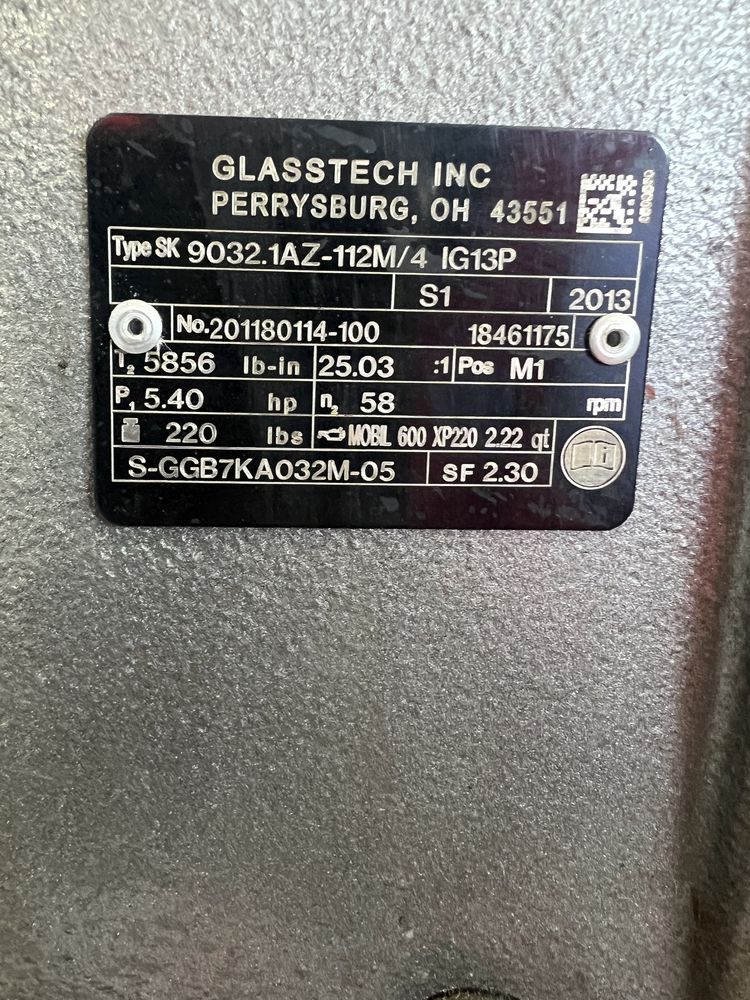 GLASSTECH INC
PERRYSBURG, OH 43551
Type SK 9032.1AZ-112M/4 IG13P
S1 2013
No. 201180114-100 18461175
T₂ 5856 lb-in 25.03 :1 Pos M1
P₁ 5.40 hp n₂ 58 rpm
220 lbs MOBIL 600 XP220 2.22 qt
S-GGB7KA032M-05 SF 2.30